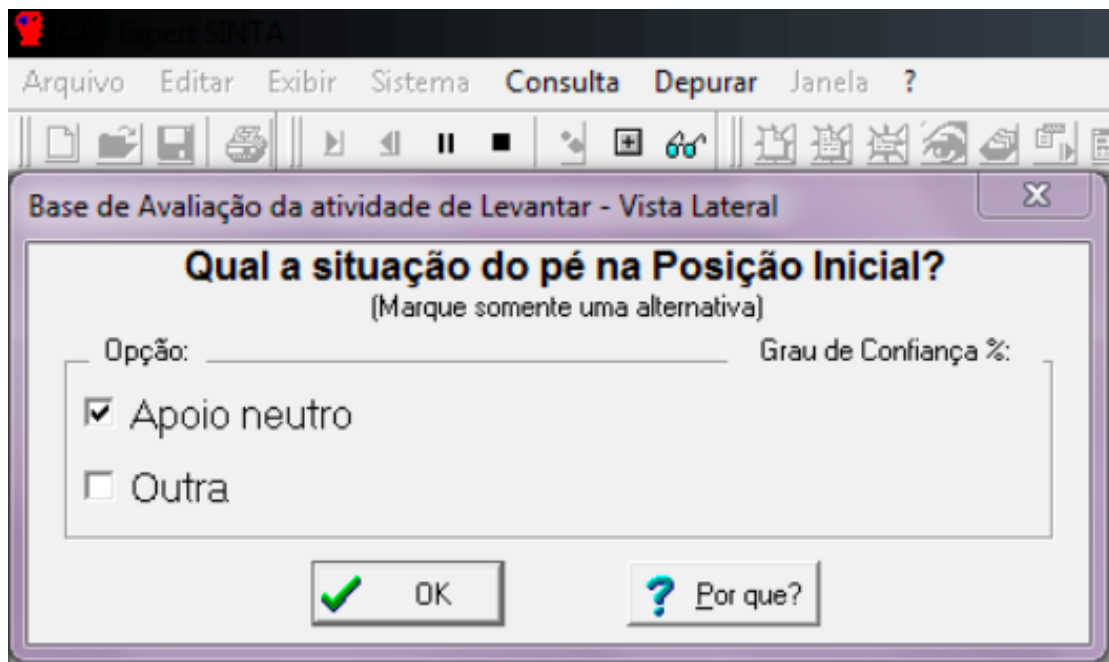 Expert SINTA
Arquivo Editar Exibir Sistema Consulta Depurar Janela ?
Base de Avaliação da atividade de Levantar - Vista Lateral
Qual a situação do pé na Posição Inicial?
(Marque somente uma alternativa)
Opção: Grau de Confiança %:
Apoio neutro
Outra
OK Por que?